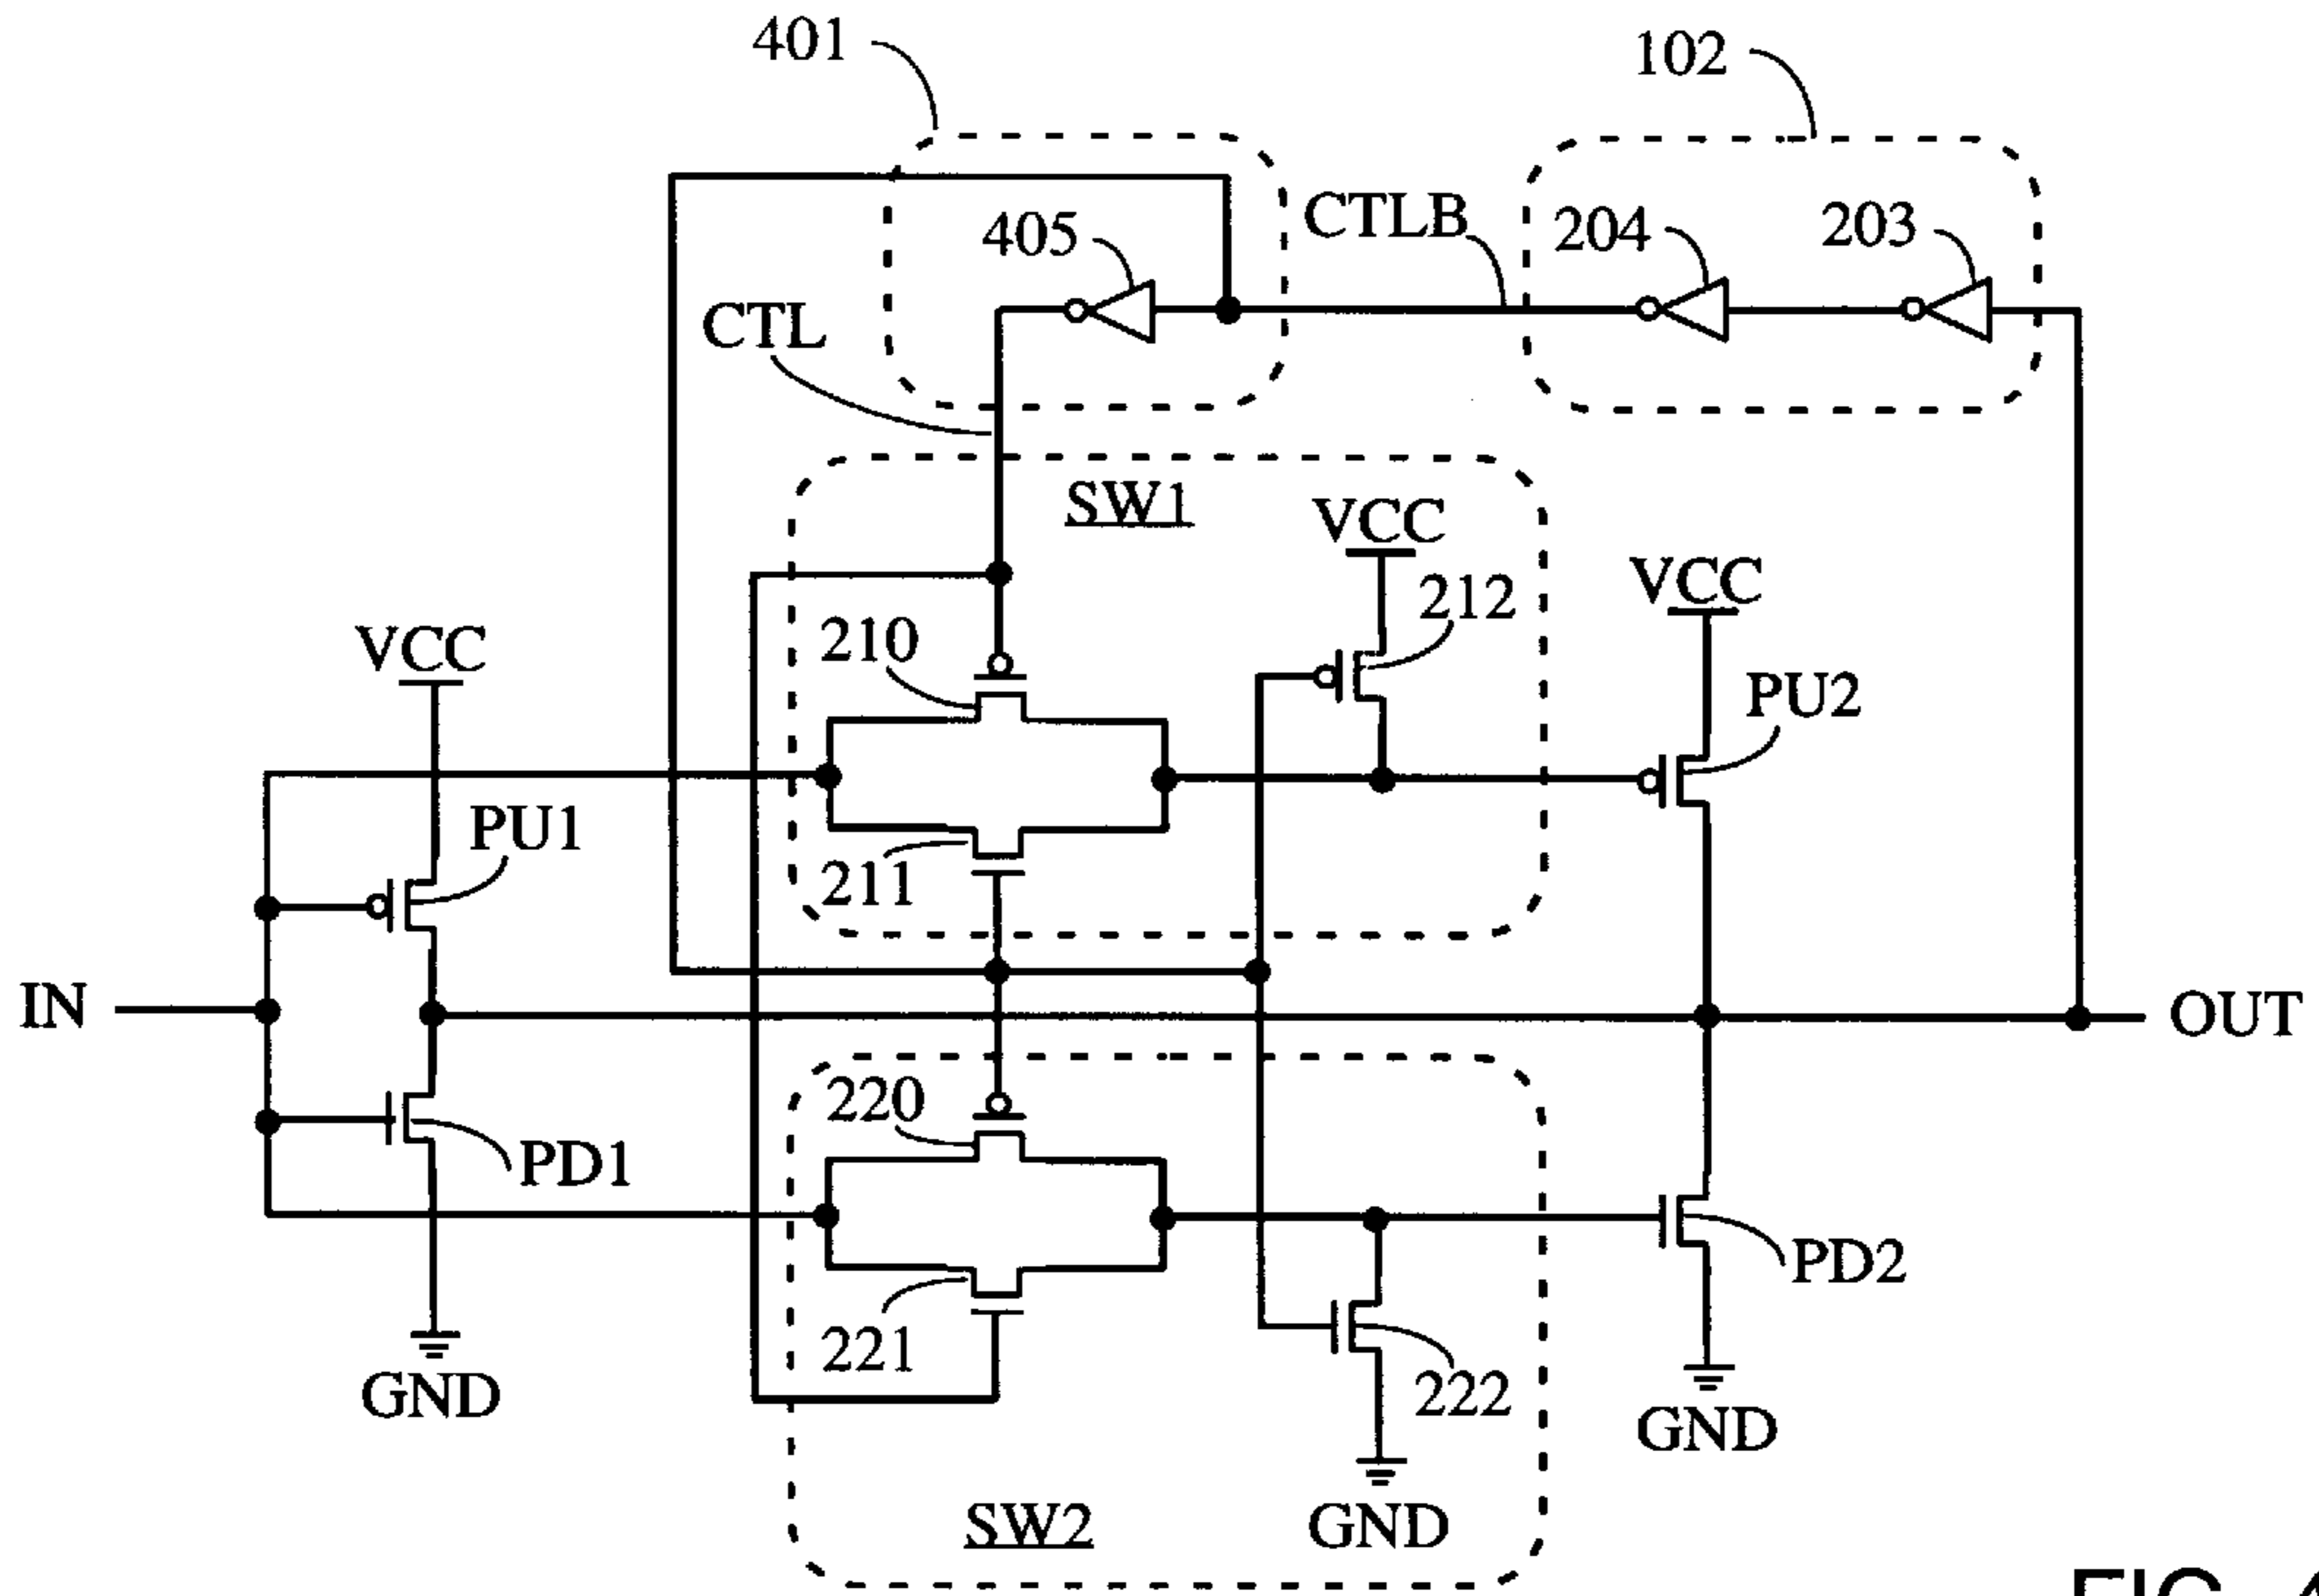 401
102
CTLB
204
203
405
CTL
SW1
VCC
212
VCC
210
VCC
PU2
PU1
211
IN
OUT
220
PD1
PD2
221
222
GND
GND
SW2
GND